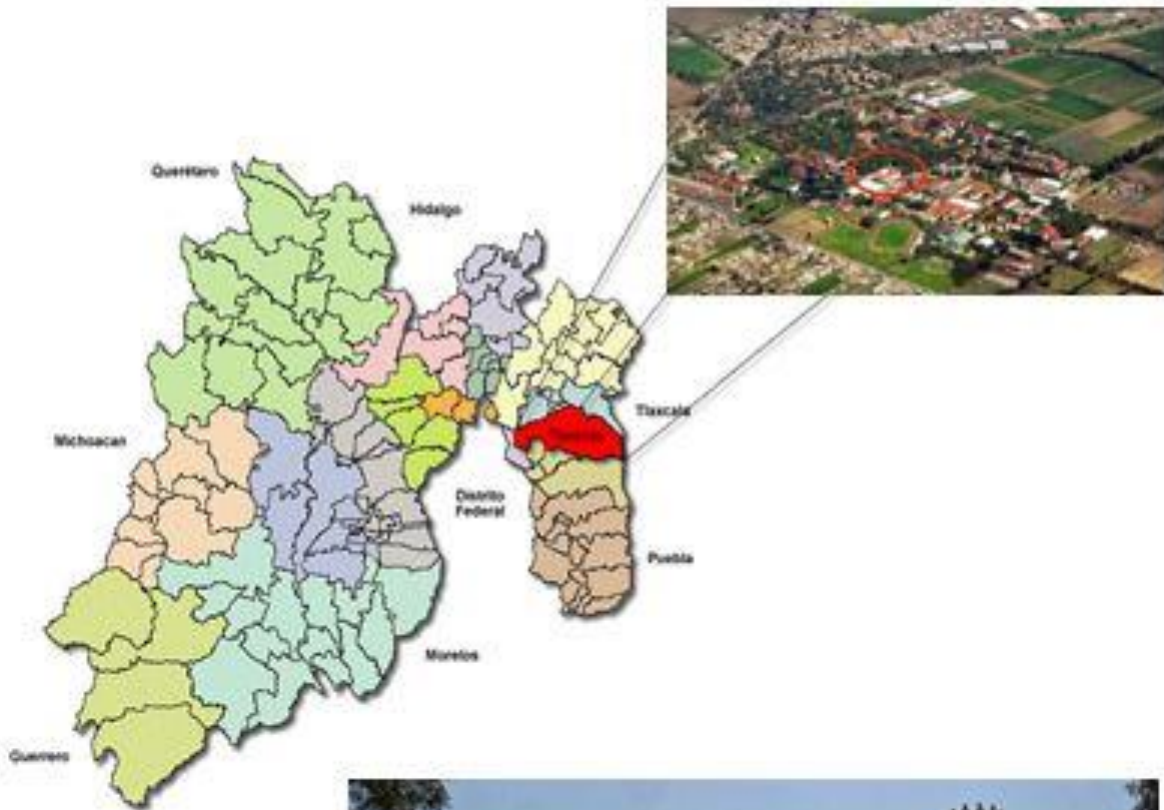 Querétaro
Hidalgo
Tlaxcala
Michoacan
Distrito
Federal
Puebla
Morelos
Guerrero